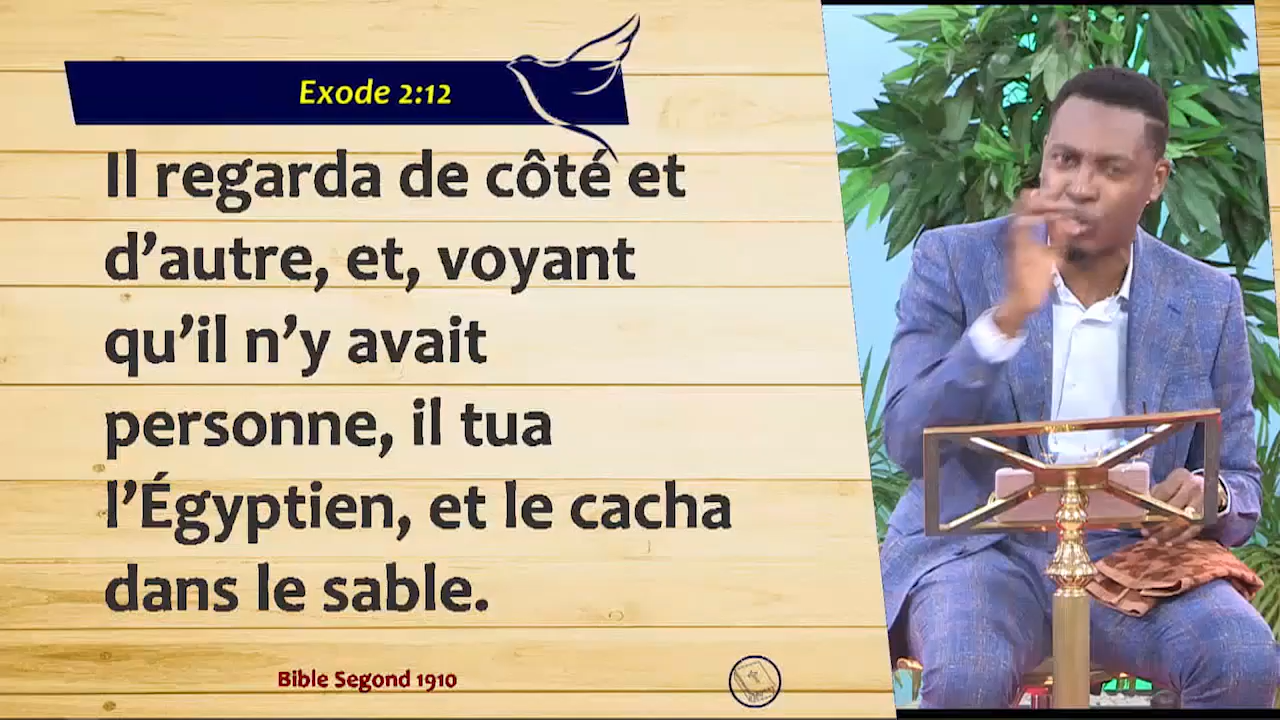 Exode 2:12
Il regarda de côté et
d’autre, et, voyant
qu’il n’y avait
personne, il tua
l’Égyptien, et le cacha
dans le sable.
Bible Segond 1910